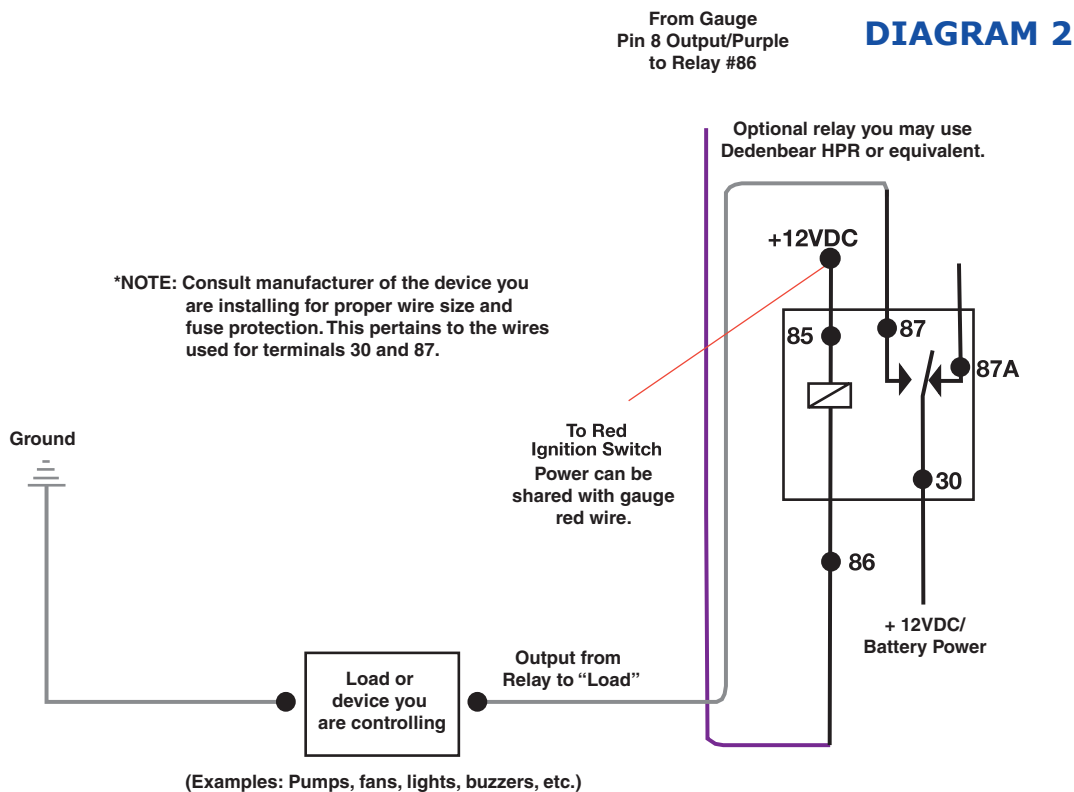 From Gauge
Pin 8 Output/Purple
to Relay #86
DIAGRAM 2
Optional relay you may use
Dedenbear HPR or equivalent.
+12VDC
*NOTE: Consult manufacturer of the device you
are installing for proper wire size and
fuse protection. This pertains to the wires
used for terminals 30 and 87.
85
87
87A
To Red
Ignition Switch
Power can be
shared with gauge
red wire.
30
Ground
86
+ 12VDC/
Battery Power
Output from
Relay to “Load”
Load or
device you
are controlling
(Examples: Pumps, fans, lights, buzzers, etc.)